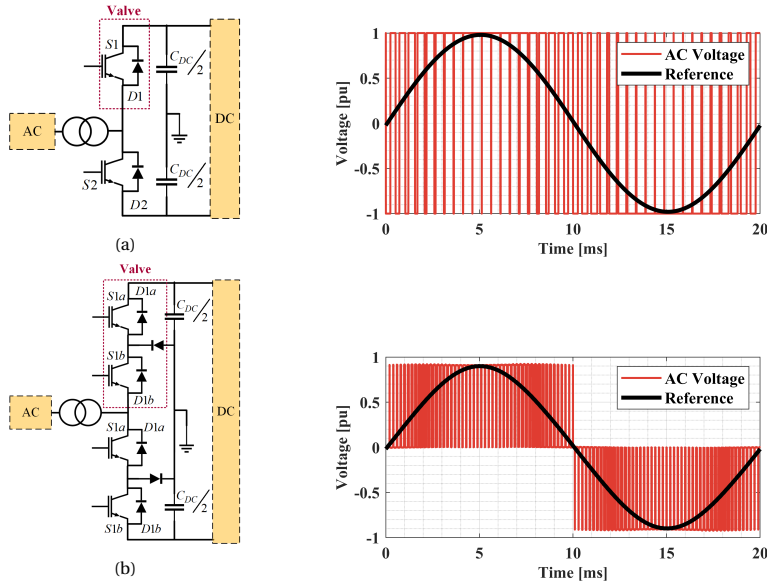 Valve
S1
D1
C_DC/2
AC
DC
S2
D2
C_DC/2
(a)
1
0.5
0
-0.5
-1
Voltage [pu]
AC Voltage
Reference
0 5 10 15 20
Time [ms]
Valve
S1a
D1a
C_DC/2
S1b
D1b
AC
DC
S1a
D1a
C_DC/2
S1b
D1b
(b)
1
0.5
0
-0.5
-1
Voltage [pu]
AC Voltage
Reference
0 5 10 15 20
Time [ms]